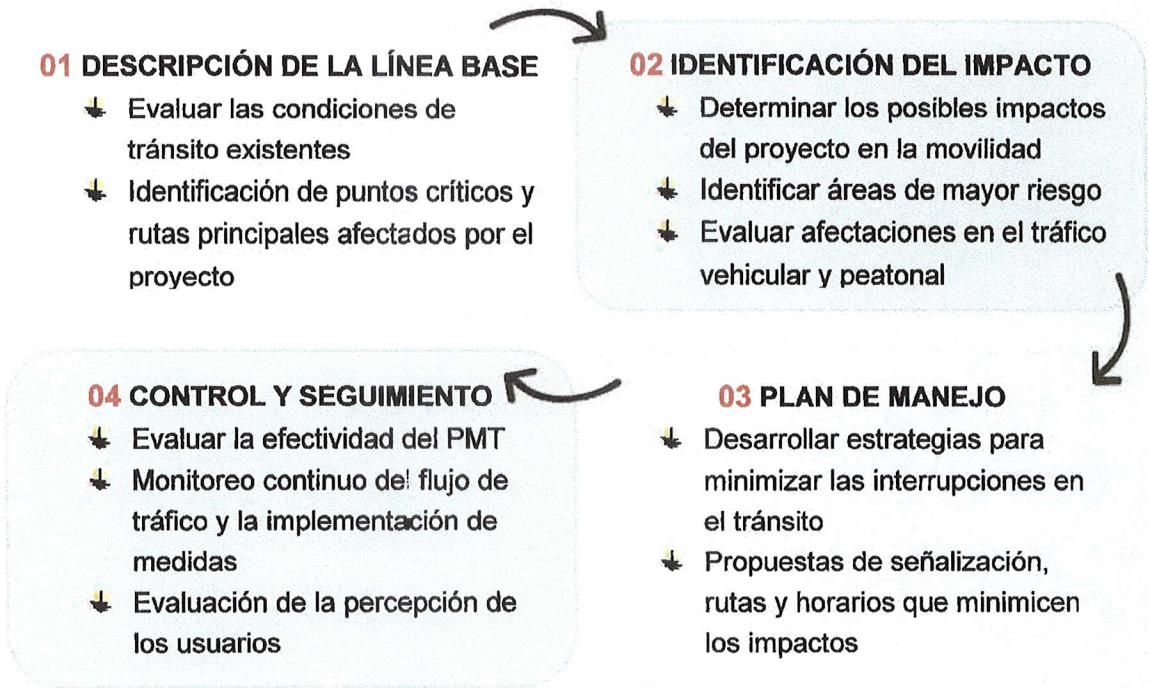 01 DESCRIPCIÓN DE LA LÍNEA BASE
Evaluar las condiciones de
tránsito existentes
Identificación de puntos críticos y
rutas principales afectados por el
proyecto
02 IDENTIFICACIÓN DEL IMPACTO
Determinar los posibles impactos
del proyecto en la movilidad
Identificar áreas de mayor riesgo
Evaluar afectaciones en el tráfico
vehicular y peatonal
03 PLAN DE MANEJO
Desarrollar estrategias para
minimizar las interrupciones en
el tránsito
Propuestas de señalización,
rutas y horarios que minimicen
los impactos
04 CONTROL Y SEGUIMIENTO
Evaluar la efectividad del PMT
Monitoreo continuo del flujo de
tráfico y la implementación de
medidas
Evaluación de la percepción de
los usuarios